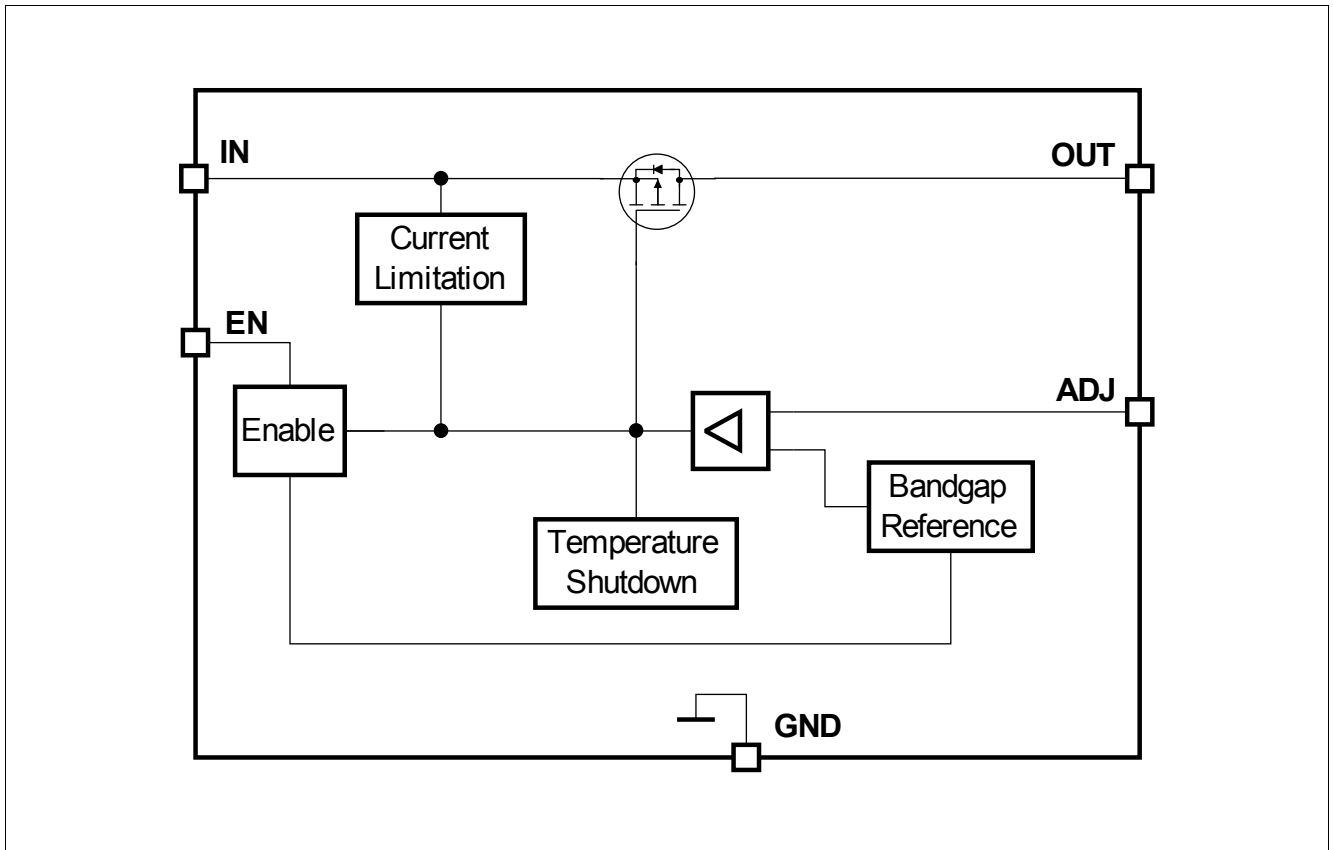 IN
OUT
Current
Limitation
EN
ADJ
Enable
Bandgap
Reference
Temperature
Shutdown
GND